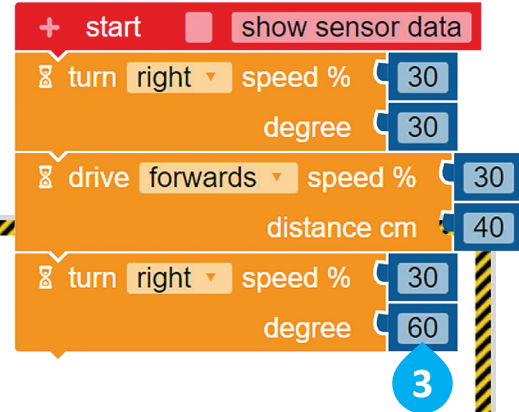 + start show sensor data
turn right speed % 30
degree 30
drive forwards speed % 30
distance cm 40
turn right speed % 30
degree 60
3